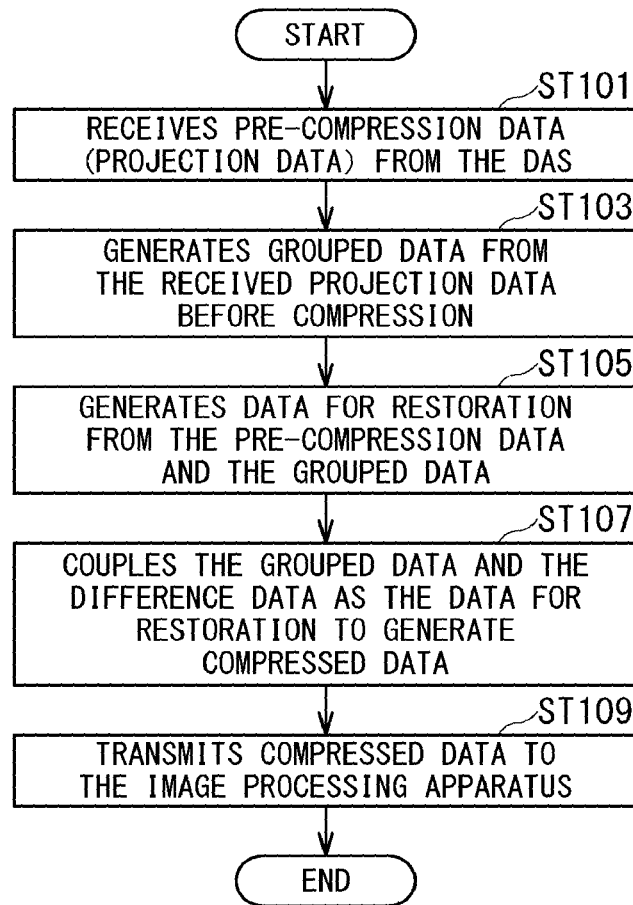 START
ST101
RECEIVES PRE-COMPRESSION DATA
(PROJECTION DATA) FROM THE DAS
ST103
GENERATES GROUPED DATA FROM
THE RECEIVED PROJECTION DATA
BEFORE COMPRESSION
ST105
GENERATES DATA FOR RESTORATION
FROM THE PRE-COMPRESSION DATA
AND THE GROUPED DATA
ST107
COUPLES THE GROUPED DATA AND THE
DIFFERENCE DATA AS THE DATA FOR
RESTORATION TO GENERATE
COMPRESSED DATA
ST109
TRANSMITS COMPRESSED DATA TO
THE IMAGE PROCESSING APPARATUS
END